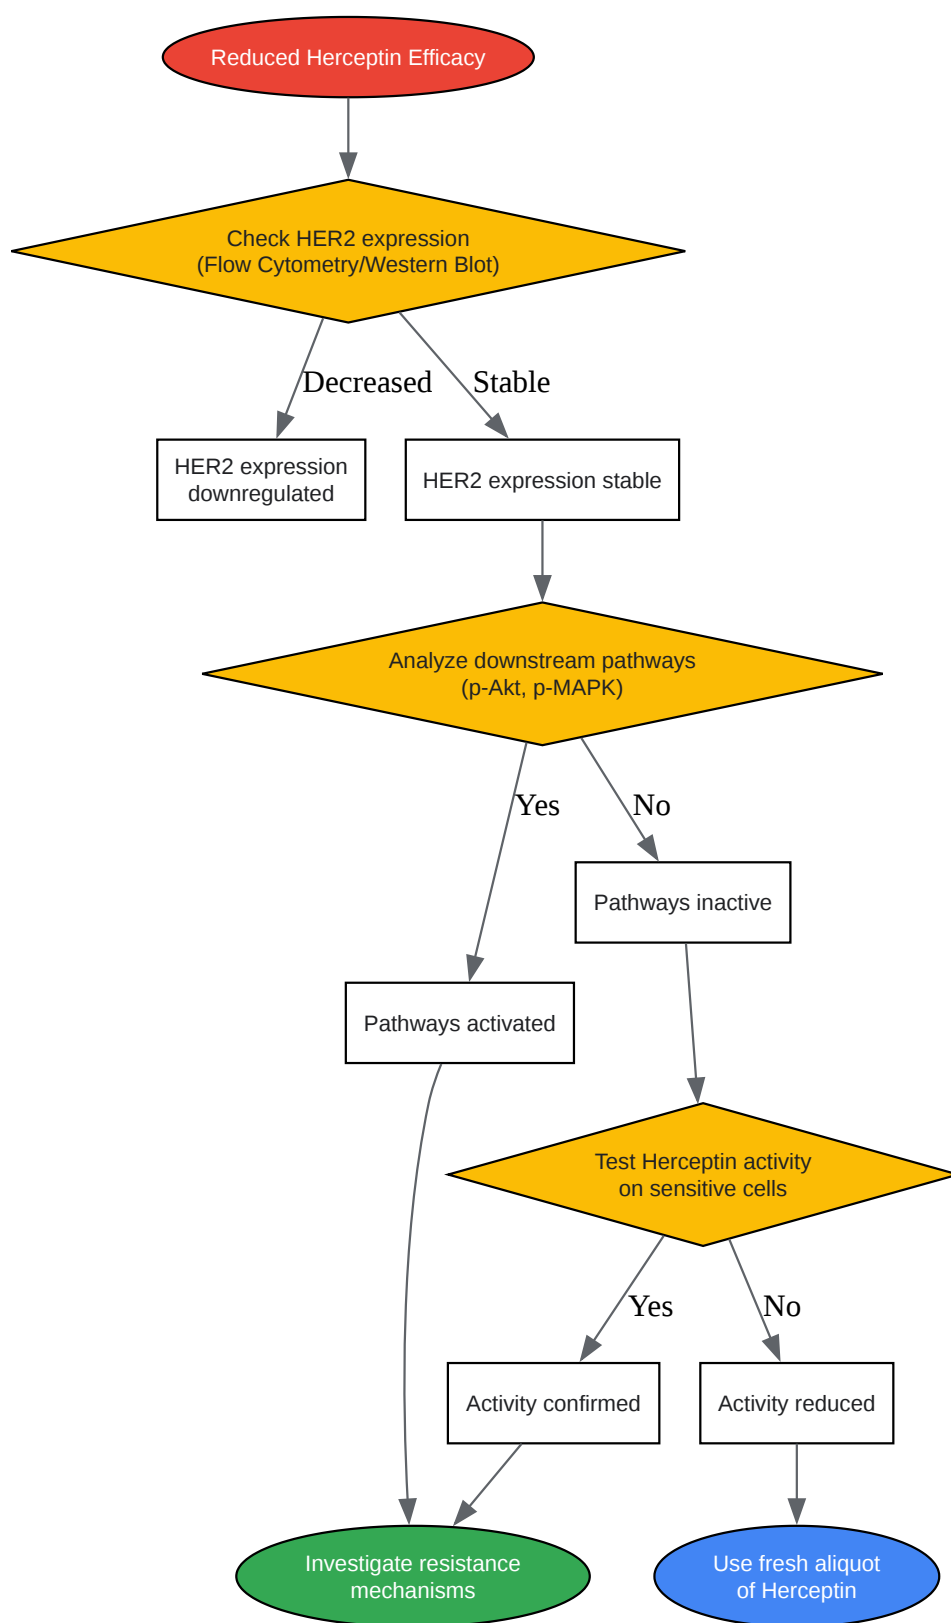 Reduced Herceptin Efficacy
Check HER2 expression
(Flow Cytometry/Western Blot)
Decreased
Stable
HER2 expression
downregulated
HER2 expression stable
Analyze downstream pathways
(p-Akt, p-MAPK)
Yes
No
Pathways inactive
Pathways activated
Test Herceptin activity
on sensitive cells
Yes
No
Activity confirmed
Activity reduced
Investigate resistance
mechanisms
Use fresh aliquot
of Herceptin